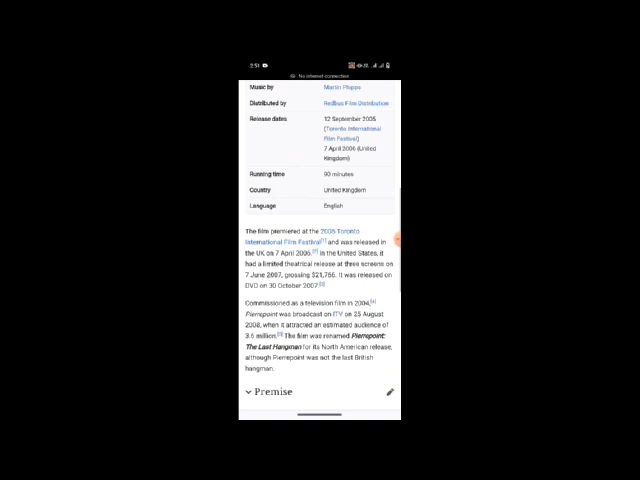 2:51
No internet connection
Music by Martin Phipps
Distributed by Redbus Film Distribution
Release dates 12 September 2005
(Toronto International
Film Festival)
7 April 2006 (United
Kingdom)
Running time 90 minutes
Country United Kingdom
Language English
The film premiered at the 2005 Toronto
International Film Festival[1] and was released in
the UK on 7 April 2006.[2] In the United States, it
had a limited theatrical release at three screens on
7 June 2007, grossing $21,766. It was released on
DVD on 30 October 2007.[3]
Commissioned as a television film in 2004,[4]
Pierrepoint was broadcast on ITV on 25 August
2008, when it attracted an estimated audience of
3.6 million.[5] The film was renamed Pierrepoint:
The Last Hangman for its North American release,
although Pierrepoint was not the last British
hangman.
Premise